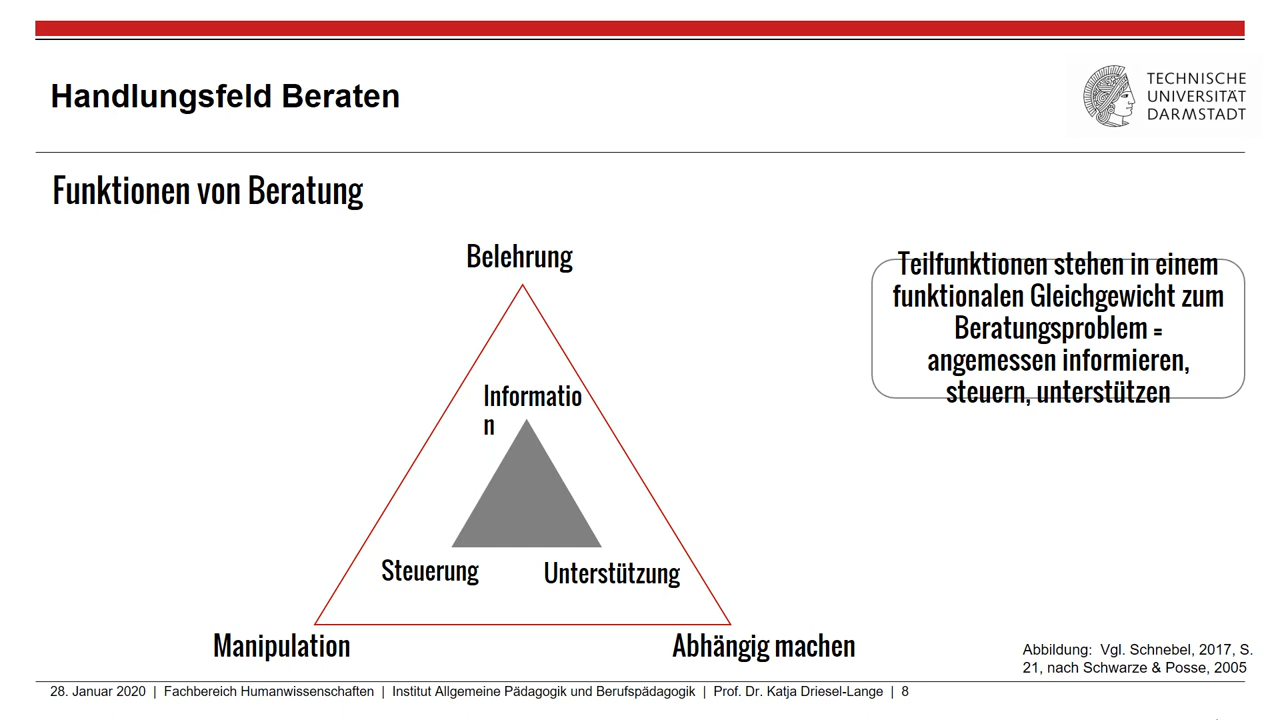 Handlungsfeld Beraten
TECHNISCHE
UNIVERSITÄT
DARMSTADT
Funktionen von Beratung
Belehrung
Informatio
n
Steuerung
Unterstützung
Manipulation
Abhängig machen
Teilfunktionen stehen in einem
funktionalen Gleichgewicht zum
Beratungsproblem =
angemessen informieren,
steuern, unterstützen
Abbildung: Vgl. Schnebel, 2017, S.
21, nach Schwarze & Posse, 2005
28. Januar 2020 | Fachbereich Humanwissenschaften | Institut Allgemeine Pädagogik und Berufspädagogik | Prof. Dr. Katja Driesel-Lange | 8